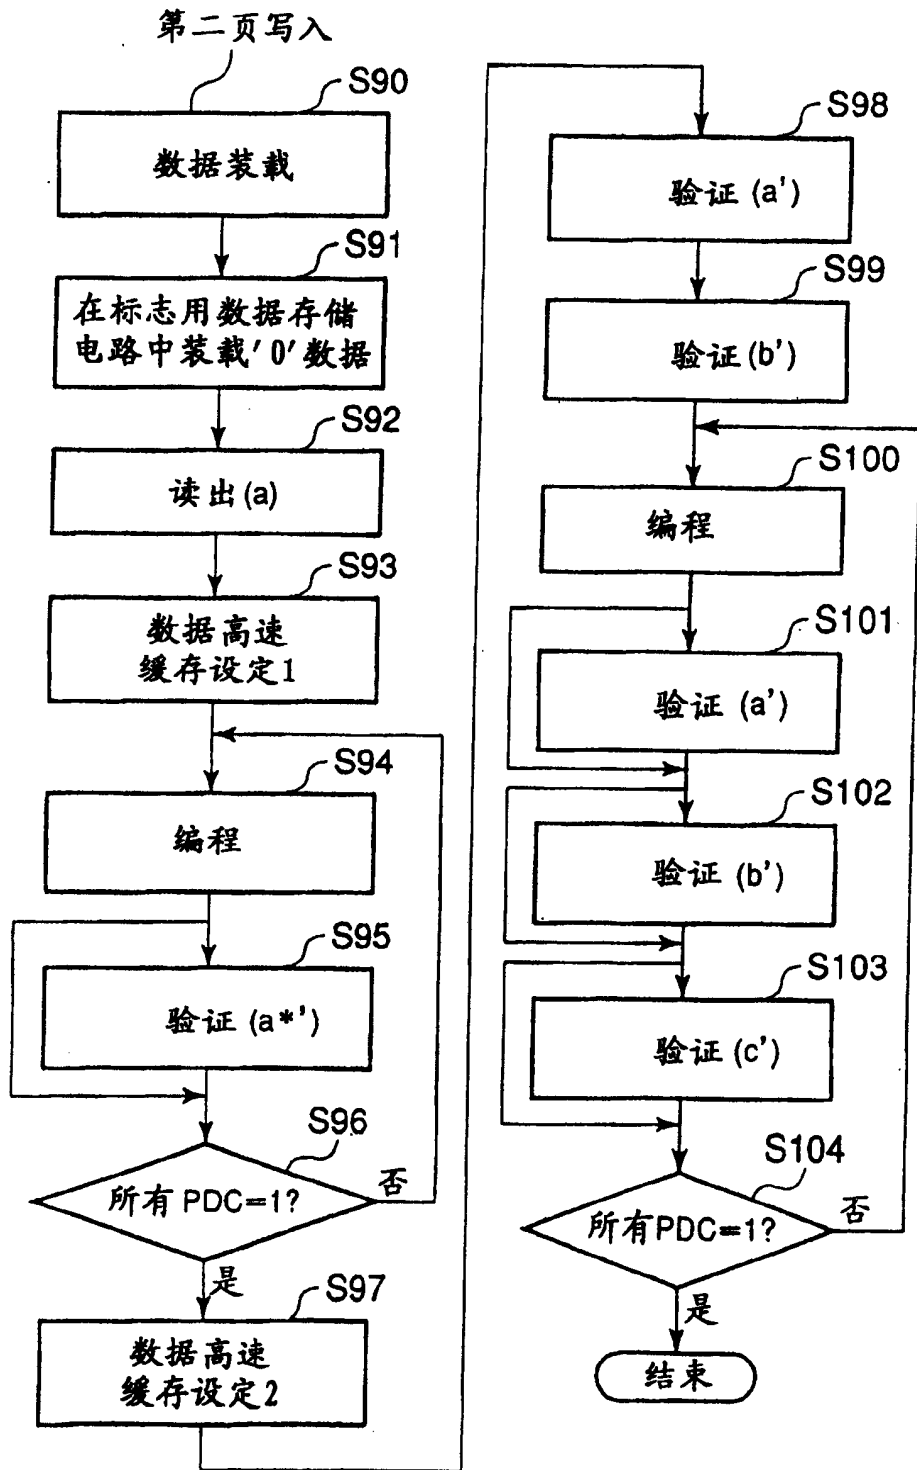 第二页写入
S90
数据装载
S91
在标志用数据存储
电路中装载'0'数据
S92
读出(a)
S93
数据高速
缓存设定1
S94
编程
S95
验证(a*')
S96
所有PDC=1?
否
是
S97
数据高速
缓存设定2
S98
验证(a')
S99
验证(b')
S100
编程
S101
验证(a')
S102
验证(b')
S103
验证(c')
S104
所有PDC=1?
否
是
结束